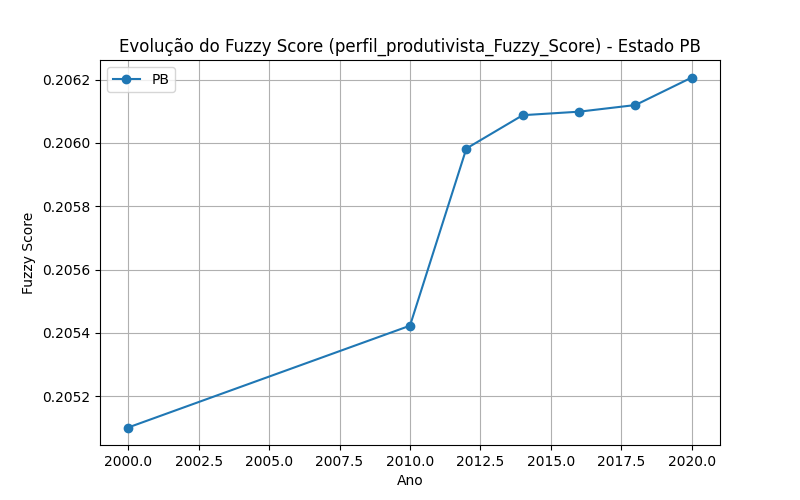 Evolução do Fuzzy Score (perfil_produtivista_Fuzzy_Score) - Estado PB
PB
Fuzzy Score
0.2062
0.2060
0.2058
0.2056
0.2054
0.2052
2000.0 2002.5 2005.0 2007.5 2010.0 2012.5 2015.0 2017.5 2020.0
Ano